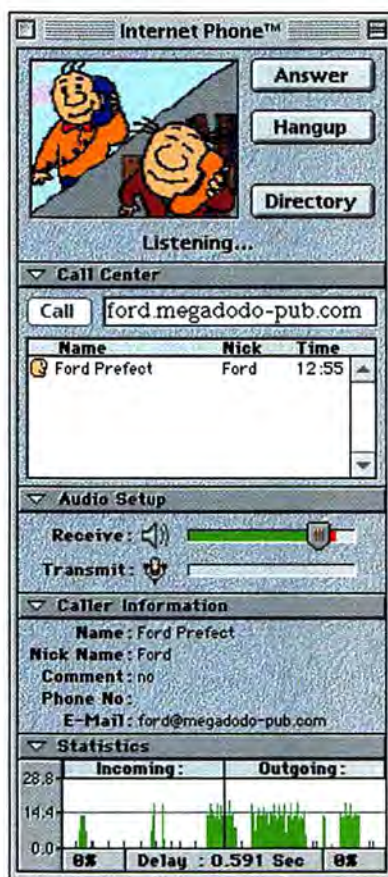 Internet Phone™
Answer
Hangup
Directory
Listening...
Call Center
Call ford.megadodo-pub.com
Name Nick Time
Ford Prefect Ford 12:55
Audio Setup
Receive:
Transmit:
Caller Information
Name: Ford Prefect
Nick Name: Ford
Comment: no
Phone No:
E-Mail: ford@megadodo-pub.com
Statistics
Incoming: Outgoing:
28.8
14.4
0.0
0% Delay : 0.591 Sec 0%